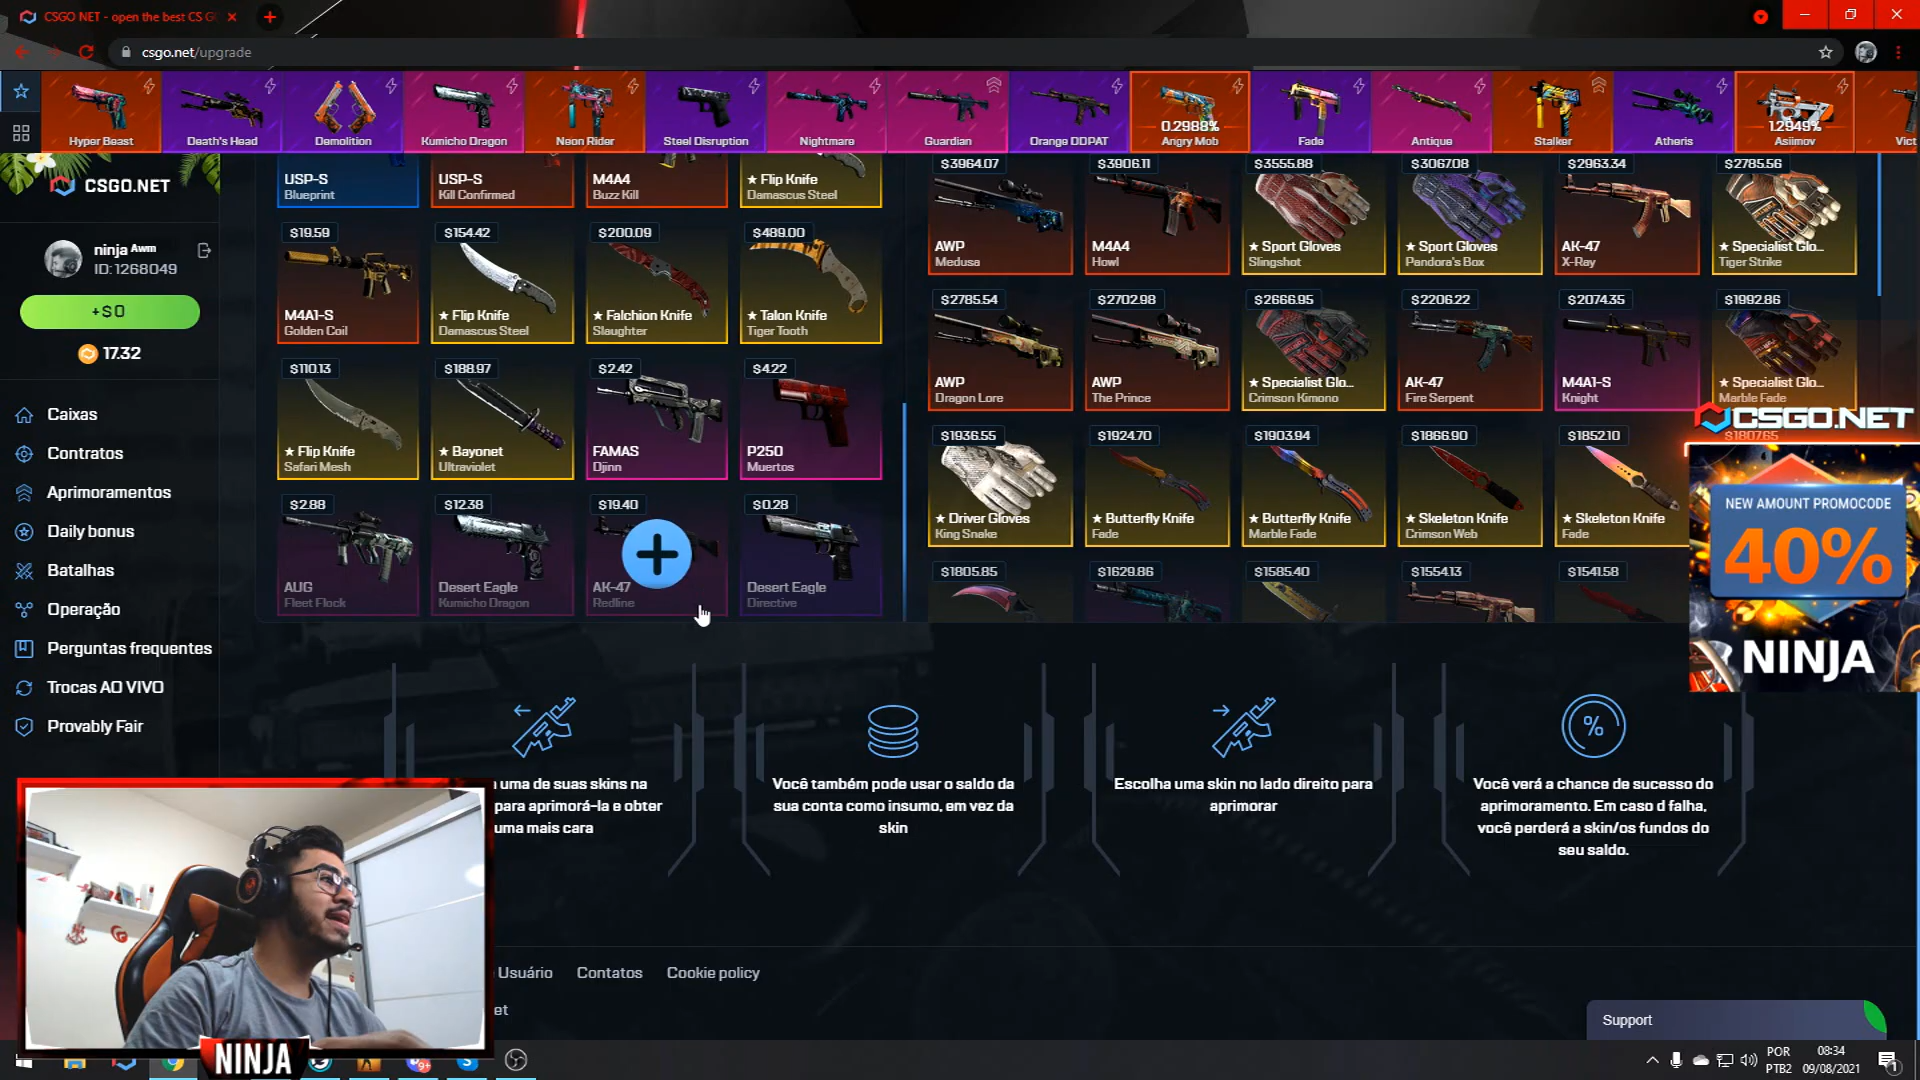 CSGO NET - open the best CS G
csgo.net/upgrade
Hyper Beast
Death's Head
Demolition
Kumicho Dragon
Neon Rider
Steel Disruption
Nightmare
Guardian
Orange DDPAT
0.2988%
Angry Mob
Fade
Antique
Stalker
Atheris
1.2949%
Asiimov
Vict
CSGO.NET
ninja Awm
ID: 1268049
+$0
17.32
Caixas
Contratos
Aprimoramentos
Daily bonus
Batalhas
Operação
Perguntas frequentes
Trocas AO VIVO
Provably Fair
USP-S
Blueprint
USP-S
Kill Confirmed
M4A4
Buzz Kill
★ Flip Knife
Damascus Steel
$19.59
M4A1-S
Golden Coil
$154.42
★ Flip Knife
Damascus Steel
$200.09
★ Falchion Knife
Slaughter
$489.00
★ Talon Knife
Tiger Tooth
$110.13
★ Flip Knife
Safari Mesh
$188.97
★ Bayonet
Ultraviolet
$2.42
FAMAS
Djinn
$4.22
P250
Muertos
$2.88
AUG
Fleet Flock
$12.38
Desert Eagle
Kumicho Dragon
$19.40
AK-47
Redline
$0.28
Desert Eagle
Directive
$3964.07
AWP
Medusa
$3906.11
M4A4
Howl
$3555.88
★ Sport Gloves
Slingshot
$3067.08
★ Sport Gloves
Pandora's Box
$2963.34
AK-47
X-Ray
$2785.56
★ Specialist Glo...
Tiger Strike
$2785.54
AWP
Dragon Lore
$2702.98
AWP
The Prince
$2666.95
★ Specialist Glo...
Crimson Kimono
$2206.22
AK-47
Fire Serpent
$2074.35
M4A1-S
Knight
$1992.86
★ Specialist Glo...
Marble Fade
$1936.55
★ Driver Gloves
King Snake
$1924.70
★ Butterfly Knife
Fade
$1903.94
★ Butterfly Knife
Marble Fade
$1866.90
★ Skeleton Knife
Crimson Web
$1852.10
★ Skeleton Knife
Fade
$1807.65
$1805.85
$1629.86
$1585.40
$1554.13
$1541.58
CSGO.NET
NEW AMOUNT PROMOCODE
40%
NINJA
uma de suas skins na
para aprimorá-la e obter
uma mais cara
Você também pode usar o saldo da
sua conta como insumo, em vez da
skin
Escolha uma skin no lado direito para
aprimorar
Você verá a chance de sucesso do
aprimoramento. Em caso d falha,
você perderá a skin/os fundos do
seu saldo.
Usuário
Contatos
Cookie policy
et
Support
NINJA
9+
POR
PTB2
08:34
09/08/2021
1